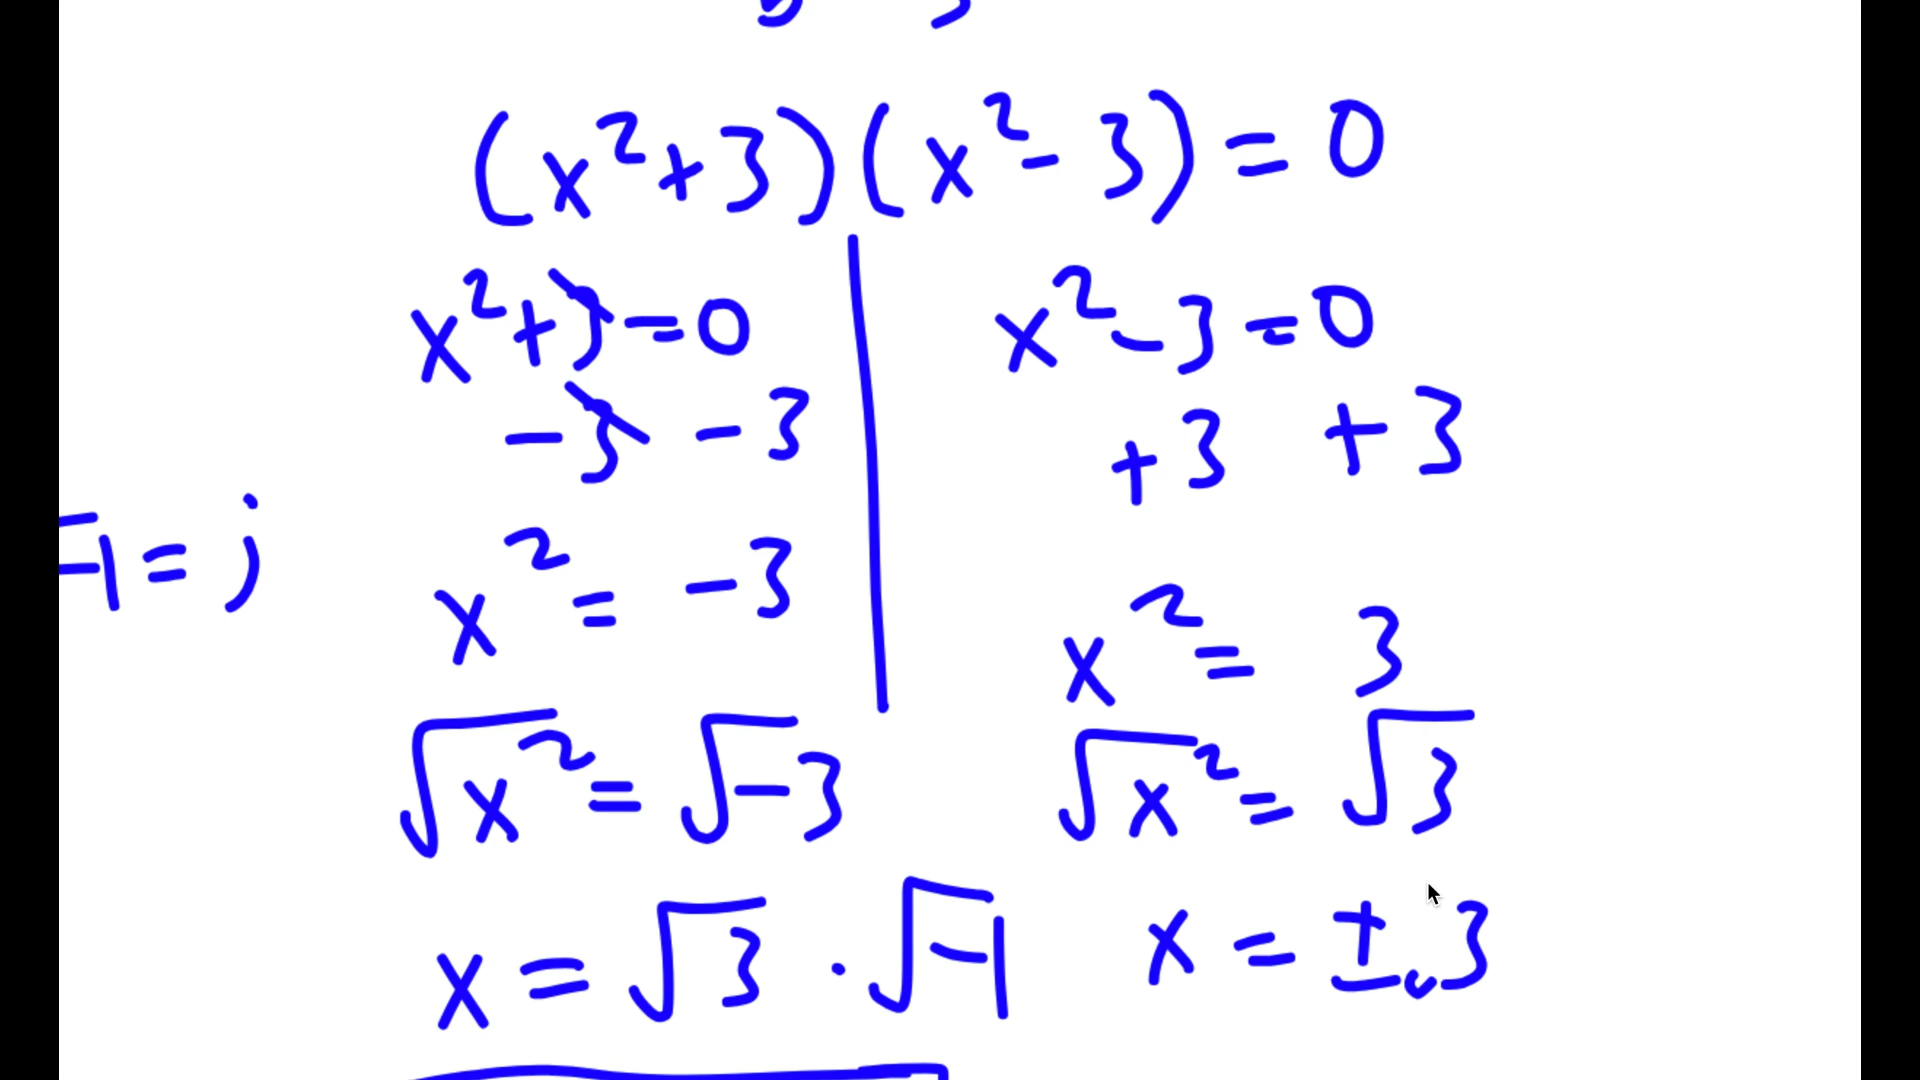 (x²+3)(x²-3)=0
x²+3=0
-3 -3
x²=-3
√x²=√-3
x=√3·√-1
x²-3=0
+3 +3
x²=3
√x²=√3
x=±3
-1=i